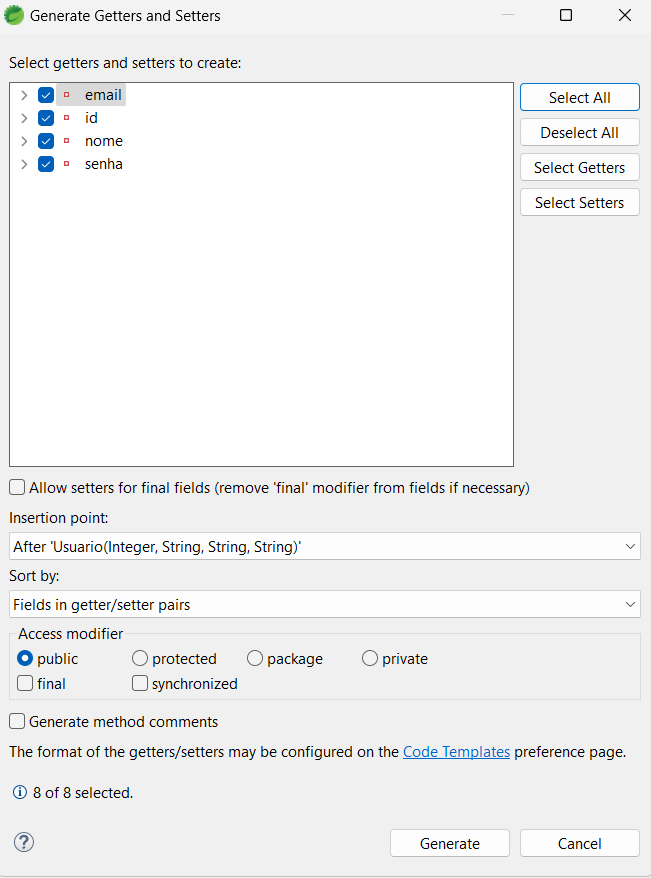 Generate Getters and Setters
Select getters and setters to create:
email
id
nome
senha
Select All
Deselect All
Select Getters
Select Setters
Allow setters for final fields (remove 'final' modifier from fields if necessary)
Insertion point:
After 'Usuario(Integer, String, String, String)'
Sort by:
Fields in getter/setter pairs
Access modifier
public protected package private
final synchronized
Generate method comments
The format of the getters/setters may be configured on the Code Templates preference page.
8 of 8 selected.
Generate Cancel